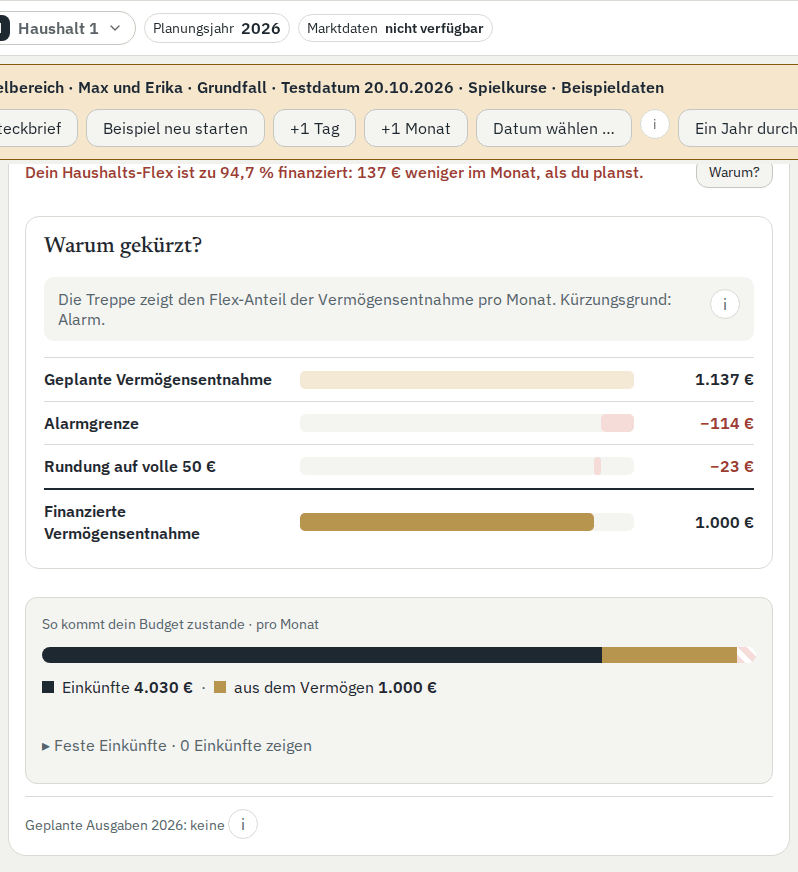 Haushalt 1
Planungsjahr 2026
Marktdaten nicht verfügbar
elbereich · Max und Erika · Grundfall · Testdatum 20.10.2026 · Spielkurse · Beispieldaten
teckbrief
Beispiel neu starten
+1 Tag
+1 Monat
Datum wählen ...
i
Ein Jahr durch
Dein Haushalts-Flex ist zu 94,7 % finanziert: 137 € weniger im Monat, als du planst.
Warum?
Warum gekürzt?
Die Treppe zeigt den Flex-Anteil der Vermögensentnahme pro Monat. Kürzungsgrund:
Alarm.
i
Geplante Vermögensentnahme 1.137 €
Alarmgrenze −114 €
Rundung auf volle 50 € −23 €
Finanzierte
Vermögensentnahme 1.000 €
So kommt dein Budget zustande · pro Monat
Einkünfte 4.030 € · aus dem Vermögen 1.000 €
▸ Feste Einkünfte · 0 Einkünfte zeigen
Geplante Ausgaben 2026: keine i